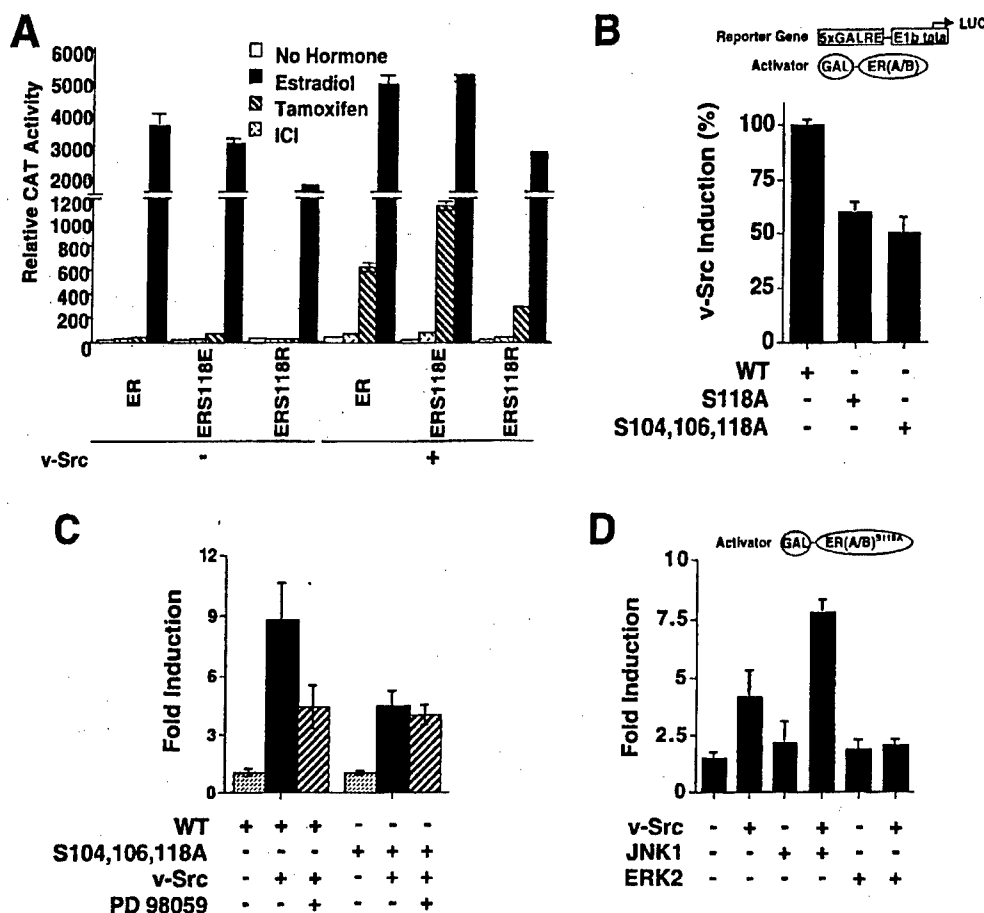 A
Relative CAT Activity
6000
5000
4000
3000
2000
1200
1000
800
600
400
200
0
No Hormone
Estradiol
Tamoxifen
ICI
ER
ERS118E
ERS118R
ER
ERS118E
ERS118R
v-Src - +
B
Reporter Gene 5xGALRE E1b tata LUC
Activator GAL ER(A/B)
v-Src Induction (%)
100
75
50
25
0
WT + - -
S118A - + -
S104,106,118A - - +
C
Fold Induction
12
9
6
3
0
WT + + + - - -
S104,106,118A - - - + + +
v-Src - + + - + +
PD 98059 - - + - - +
D
Activator GAL ER(A/B)S118A
Fold Induction
10
7.5
5
2.5
0
v-Src - + - + - +
JNK1 - - + + - -
ERK2 - - - - + +